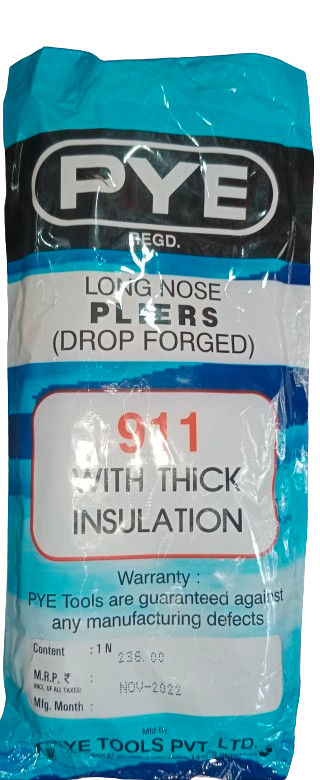 PYE
REGD.
LONG NOSE
PLIERS
(DROP FORGED)
911
WITH THICK
INSULATION
Warranty :
PYE Tools are guaranteed against
any manufacturing defects
Content : 1 N
236.00
M.R.P. ₹ :
(INCL. OF ALL TAXES)
NOV-2022
Mfg. Month :
Mfd By
PYE TOOLS PVT. LTD.